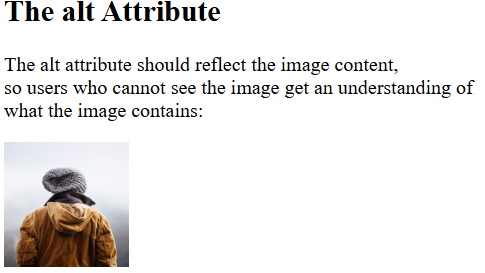 The alt Attribute
The alt attribute should reflect the image content,
so users who cannot see the image get an understanding of
what the image contains: